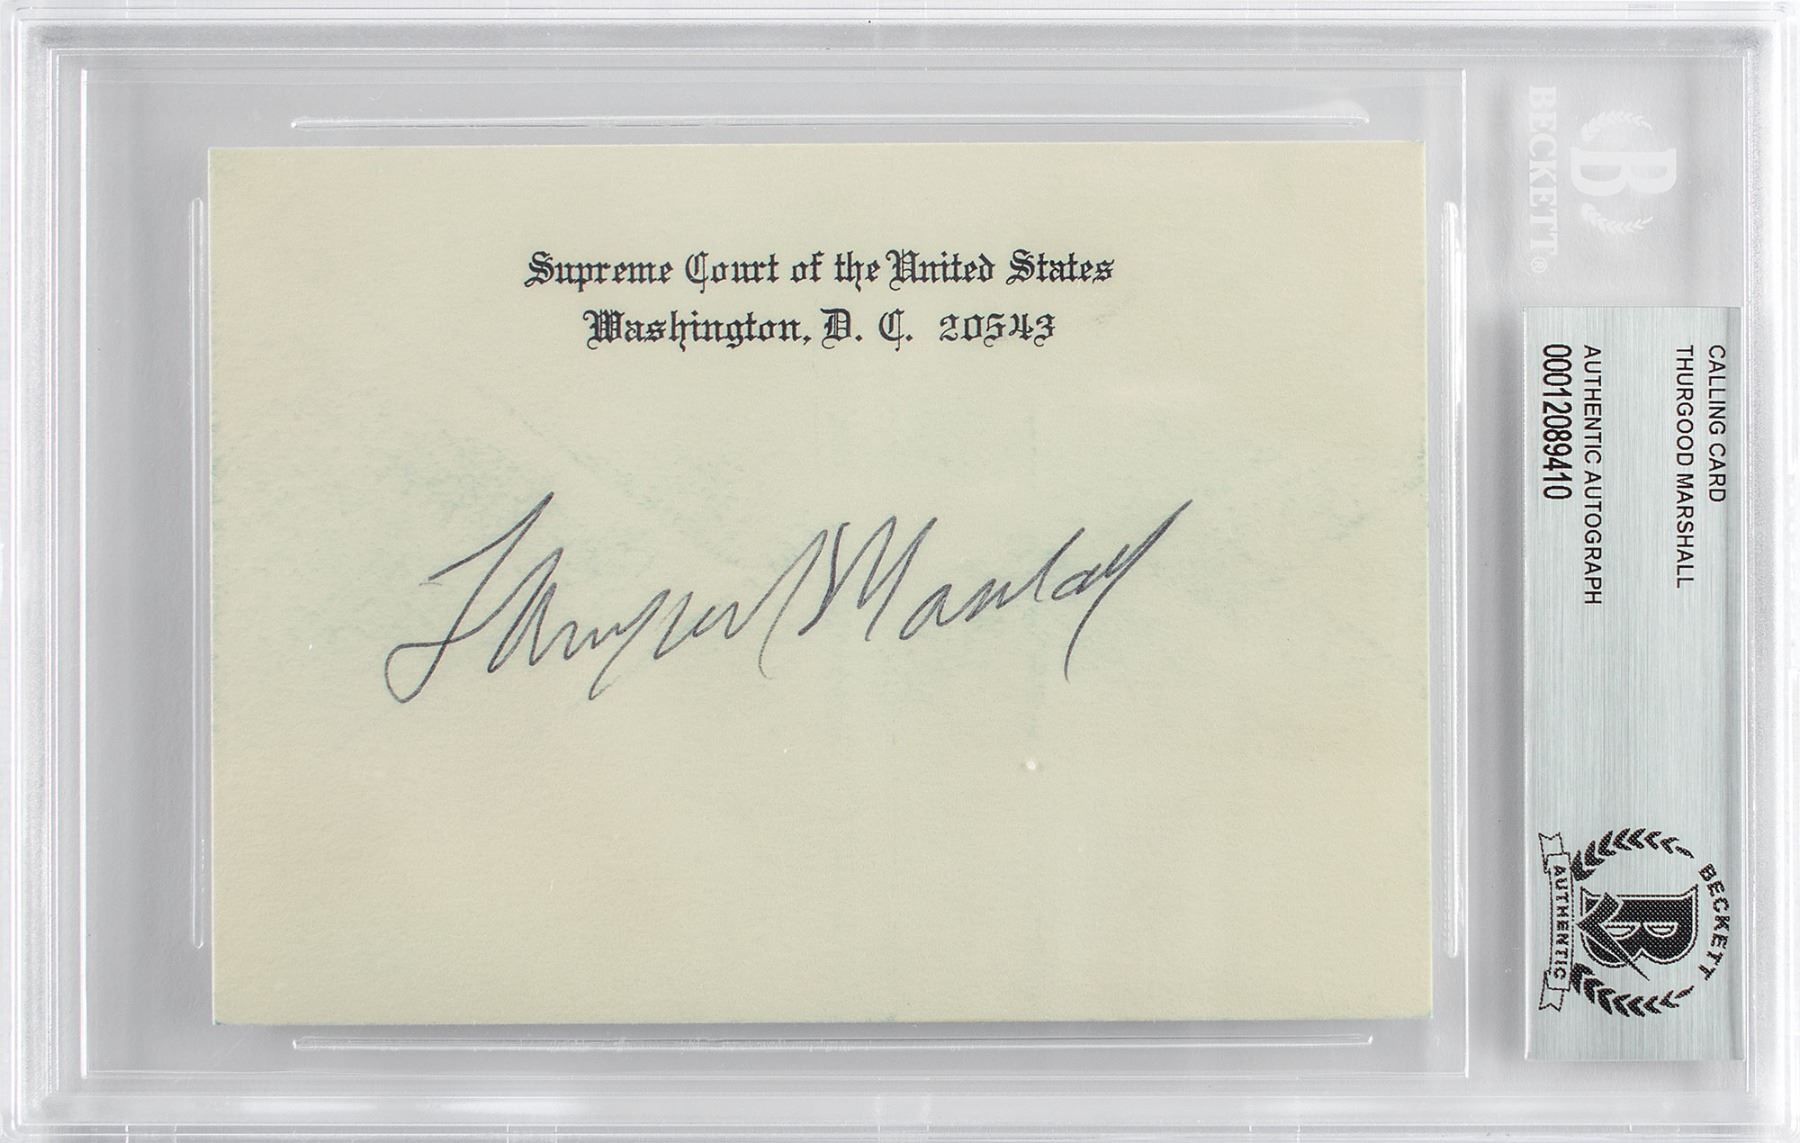 Supreme Court of the United States
Washington, D. C. 20543
Thurgood Marshall
BECKETT®
CALLING CARD
THURGOOD MARSHALL
AUTHENTIC AUTOGRAPH
00012089410
BECKETT
AUTHENTIC